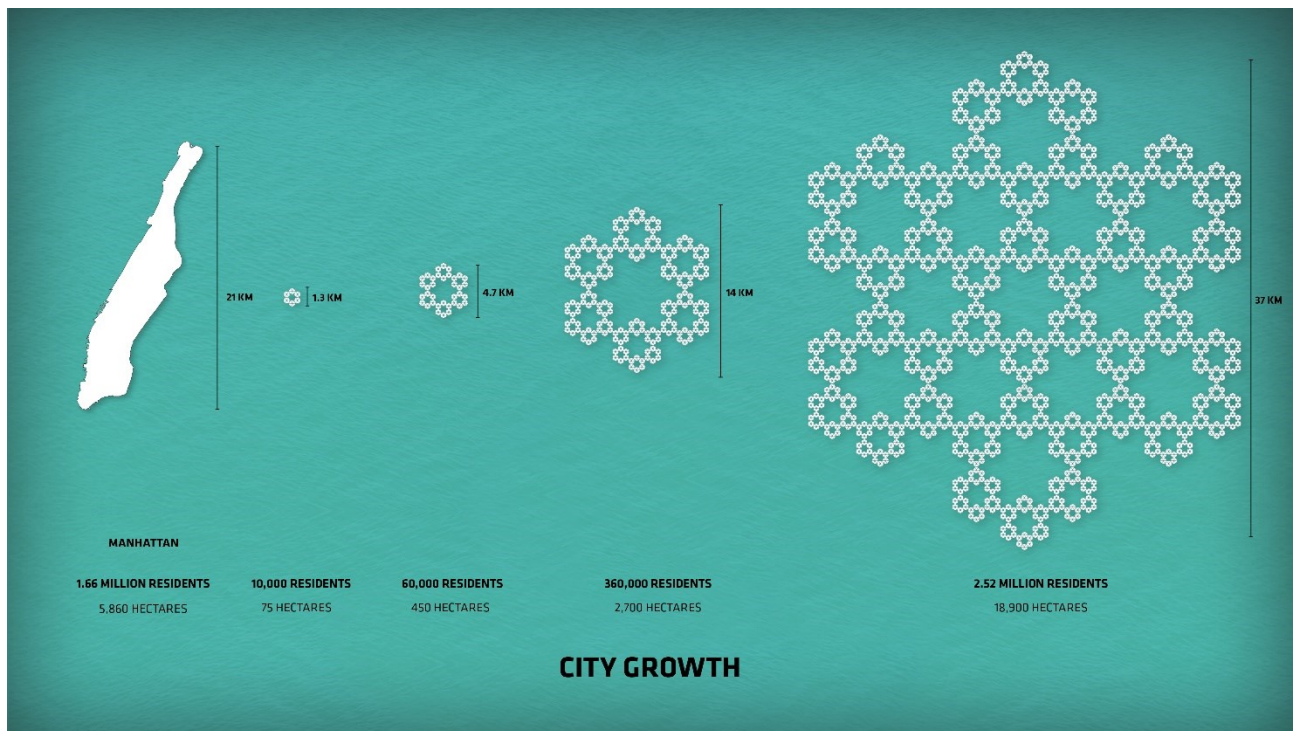 21 KM
1.3 KM
4.7 KM
14 KM
37 KM
MANHATTAN
1.66 MILLION RESIDENTS
5,860 HECTARES
10,000 RESIDENTS
75 HECTARES
60,000 RESIDENTS
450 HECTARES
360,000 RESIDENTS
2,700 HECTARES
2.52 MILLION RESIDENTS
18,900 HECTARES
CITY GROWTH